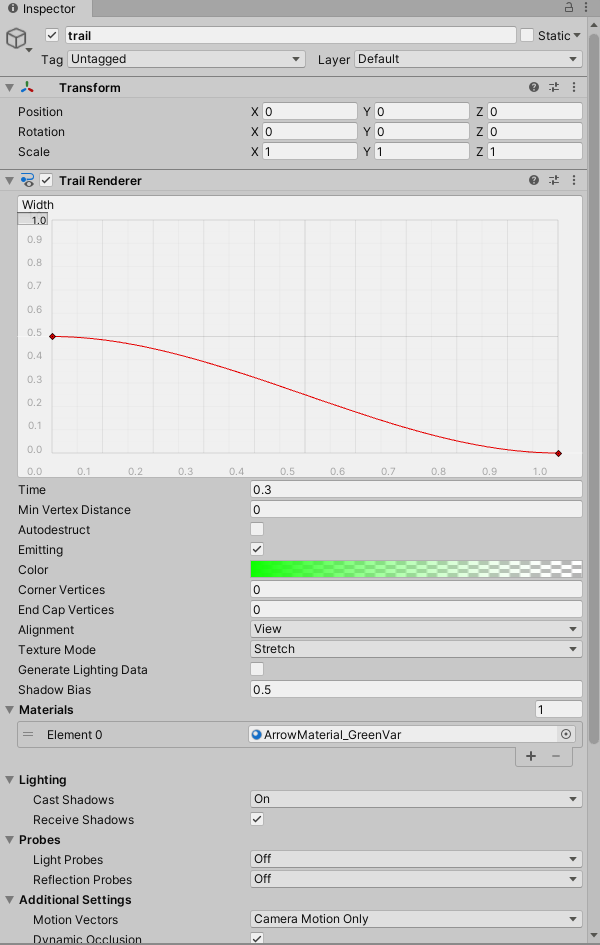 Inspector
trail
Static
Tag Untagged Layer Default
Transform
Position X 0 Y 0 Z 0
Rotation X 0 Y 0 Z 0
Scale X 1 Y 1 Z 1
Trail Renderer
Width
1.0
0.9
0.8
0.7
0.6
0.5
0.4
0.3
0.2
0.1
0.0
0.0 0.1 0.2 0.3 0.4 0.5 0.6 0.7 0.8 0.9 1.0
Time 0.3
Min Vertex Distance 0
Autodestruct
Emitting
Color
Corner Vertices 0
End Cap Vertices 0
Alignment View
Texture Mode Stretch
Generate Lighting Data
Shadow Bias 0.5
Materials 1
Element 0 ArrowMaterial_GreenVar
+ −
Lighting
Cast Shadows On
Receive Shadows
Probes
Light Probes Off
Reflection Probes Off
Additional Settings
Motion Vectors Camera Motion Only
Dynamic Occlusion